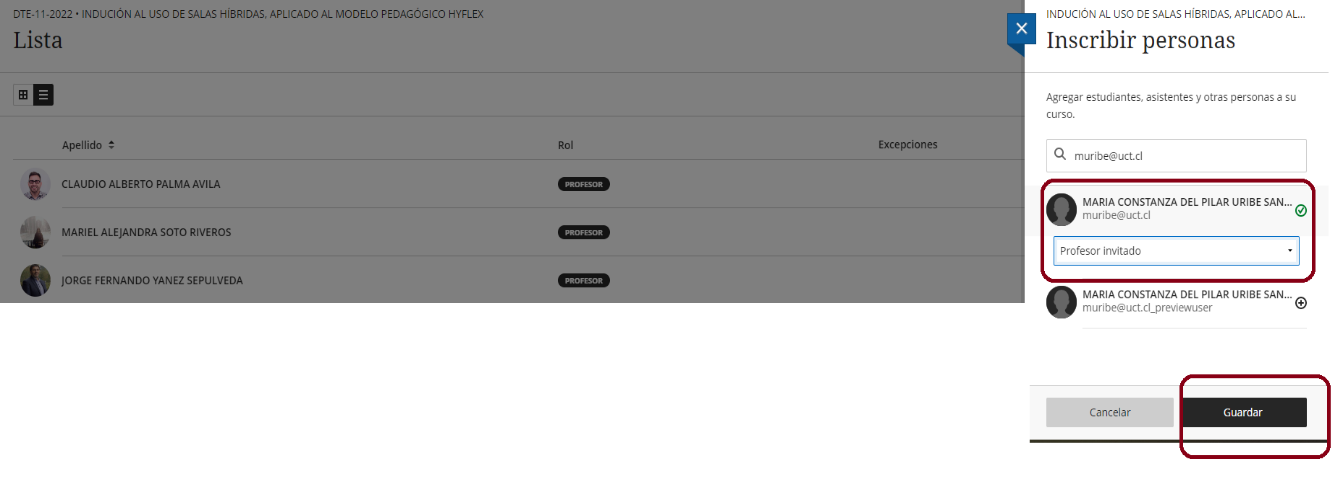 DTE-11-2022 • INDUCIÓN AL USO DE SALAS HÍBRIDAS, APLICADO AL MODELO PEDAGÓGICO HYFLEX
Lista
Apellido
Rol
Excepciones
CLAUDIO ALBERTO PALMA AVILA
PROFESOR
MARIEL ALEJANDRA SOTO RIVEROS
PROFESOR
JORGE FERNANDO YANEZ SEPULVEDA
PROFESOR
INDUCIÓN AL USO DE SALAS HÍBRIDAS, APLICADO AL...
Inscribir personas
Agregar estudiantes, asistentes y otras personas a su
curso.
muribe@uct.cl
MARIA CONSTANZA DEL PILAR URIBE SAN...
muribe@uct.cl
Profesor invitado
MARIA CONSTANZA DEL PILAR URIBE SAN...
muribe@uct.cl_previewuser
Cancelar
Guardar